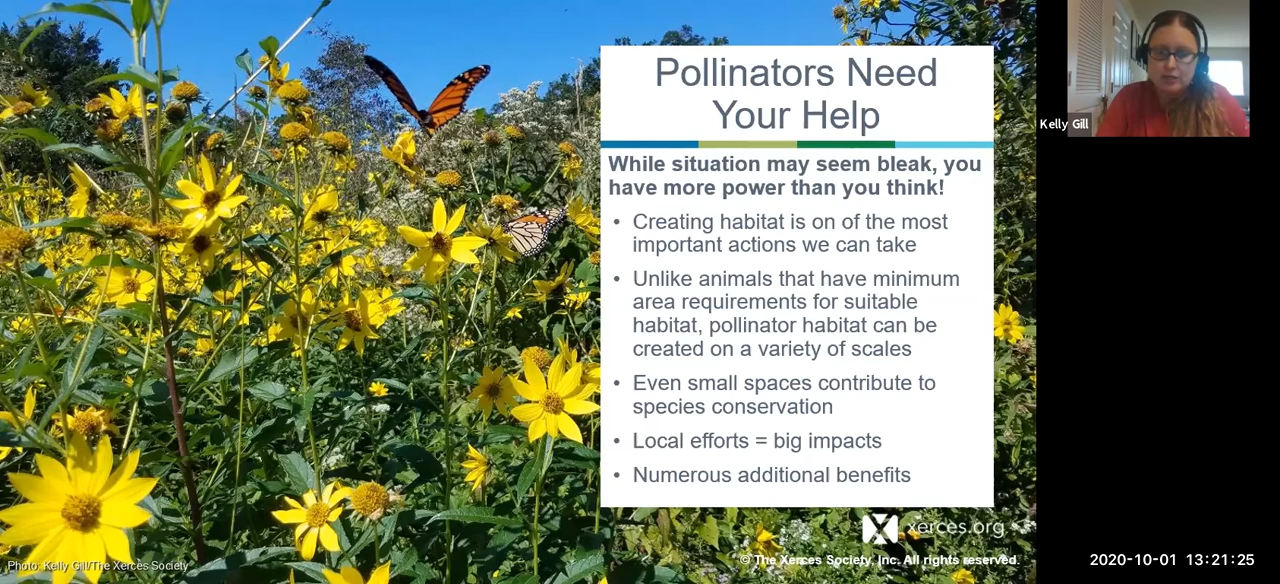 Pollinators Need
Your Help
While situation may seem bleak, you
have more power than you think!
• Creating habitat is on of the most
important actions we can take
• Unlike animals that have minimum
area requirements for suitable
habitat, pollinator habitat can be
created on a variety of scales
• Even small spaces contribute to
species conservation
• Local efforts = big impacts
• Numerous additional benefits
xerces.org
© The Xerces Society, Inc. All rights reserved.
Photo: Kelly Gill/The Xerces Society
Kelly Gill
2020-10-01 13:21:25